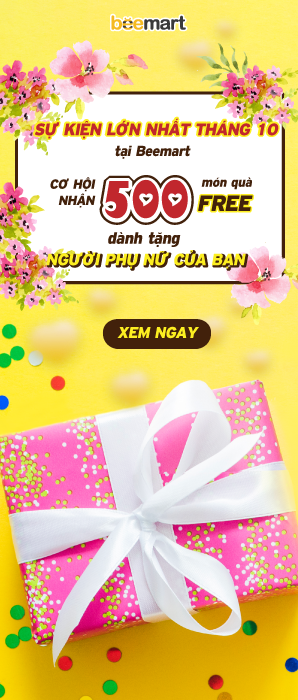 beemart
SỰ KIỆN LỚN NHẤT THÁNG 10
tại Beemart
CƠ HỘI NHẬN
500
món quà
FREE
dành tặng
NGƯỜI PHỤ NỮ CỦA BẠN
XEM NGAY